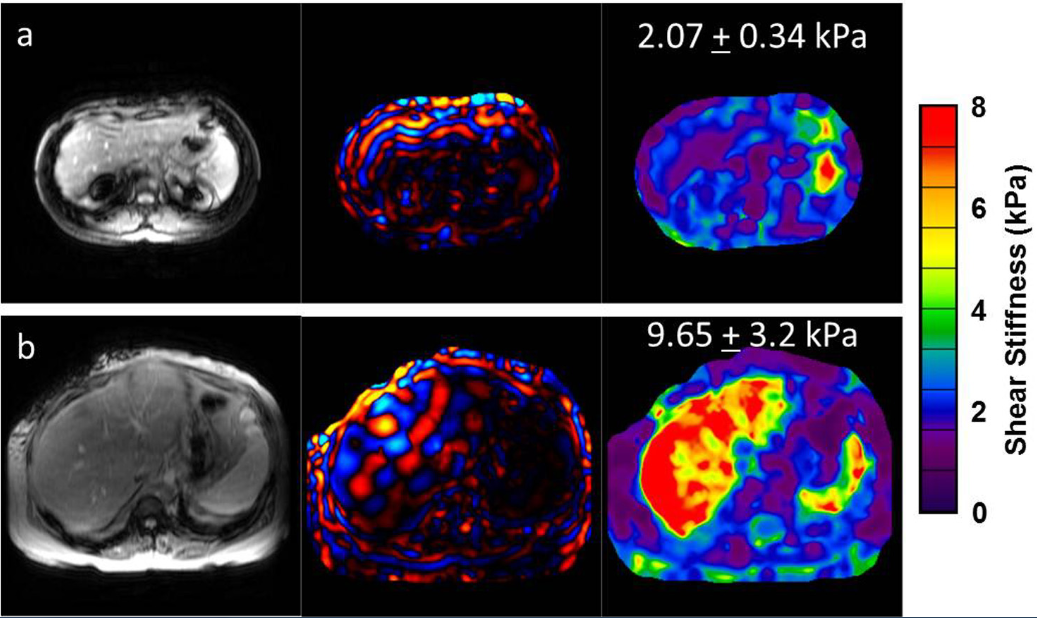 a
2.07 ± 0.34 kPa
b
9.65 ± 3.2 kPa
8
6
4
2
0
Shear Stiffness (kPa)